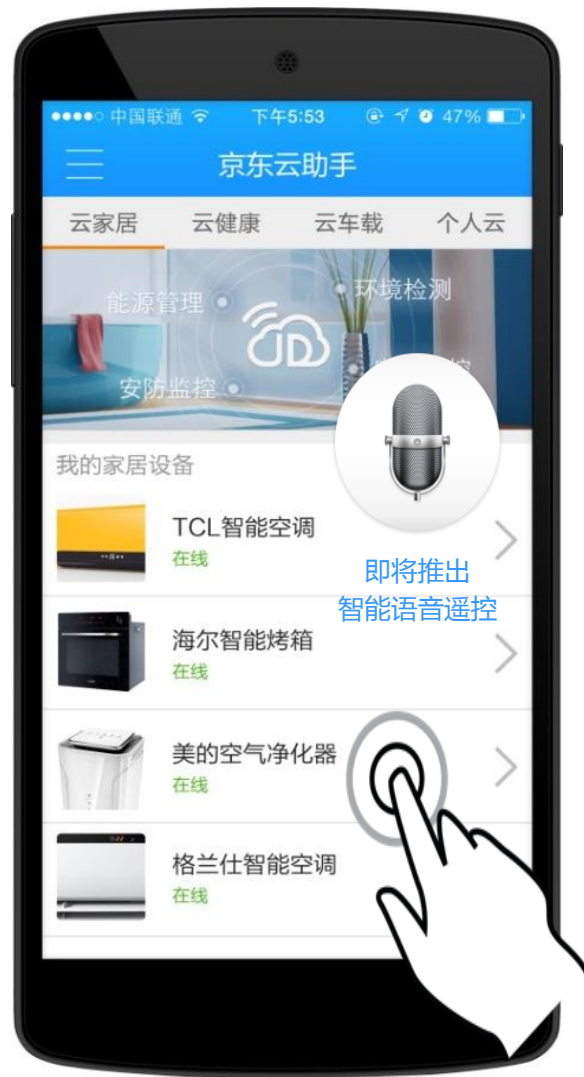 中国联通 下午5:53 47%
京东云助手
云家居 云健康 云车载 个人云
能源管理 环境检测
JD
安防监控 控
我的家居设备
TCL智能空调
在线
即将推出
智能语音遥控
海尔智能烤箱
在线
美的空气净化器
在线
格兰仕智能空调
在线